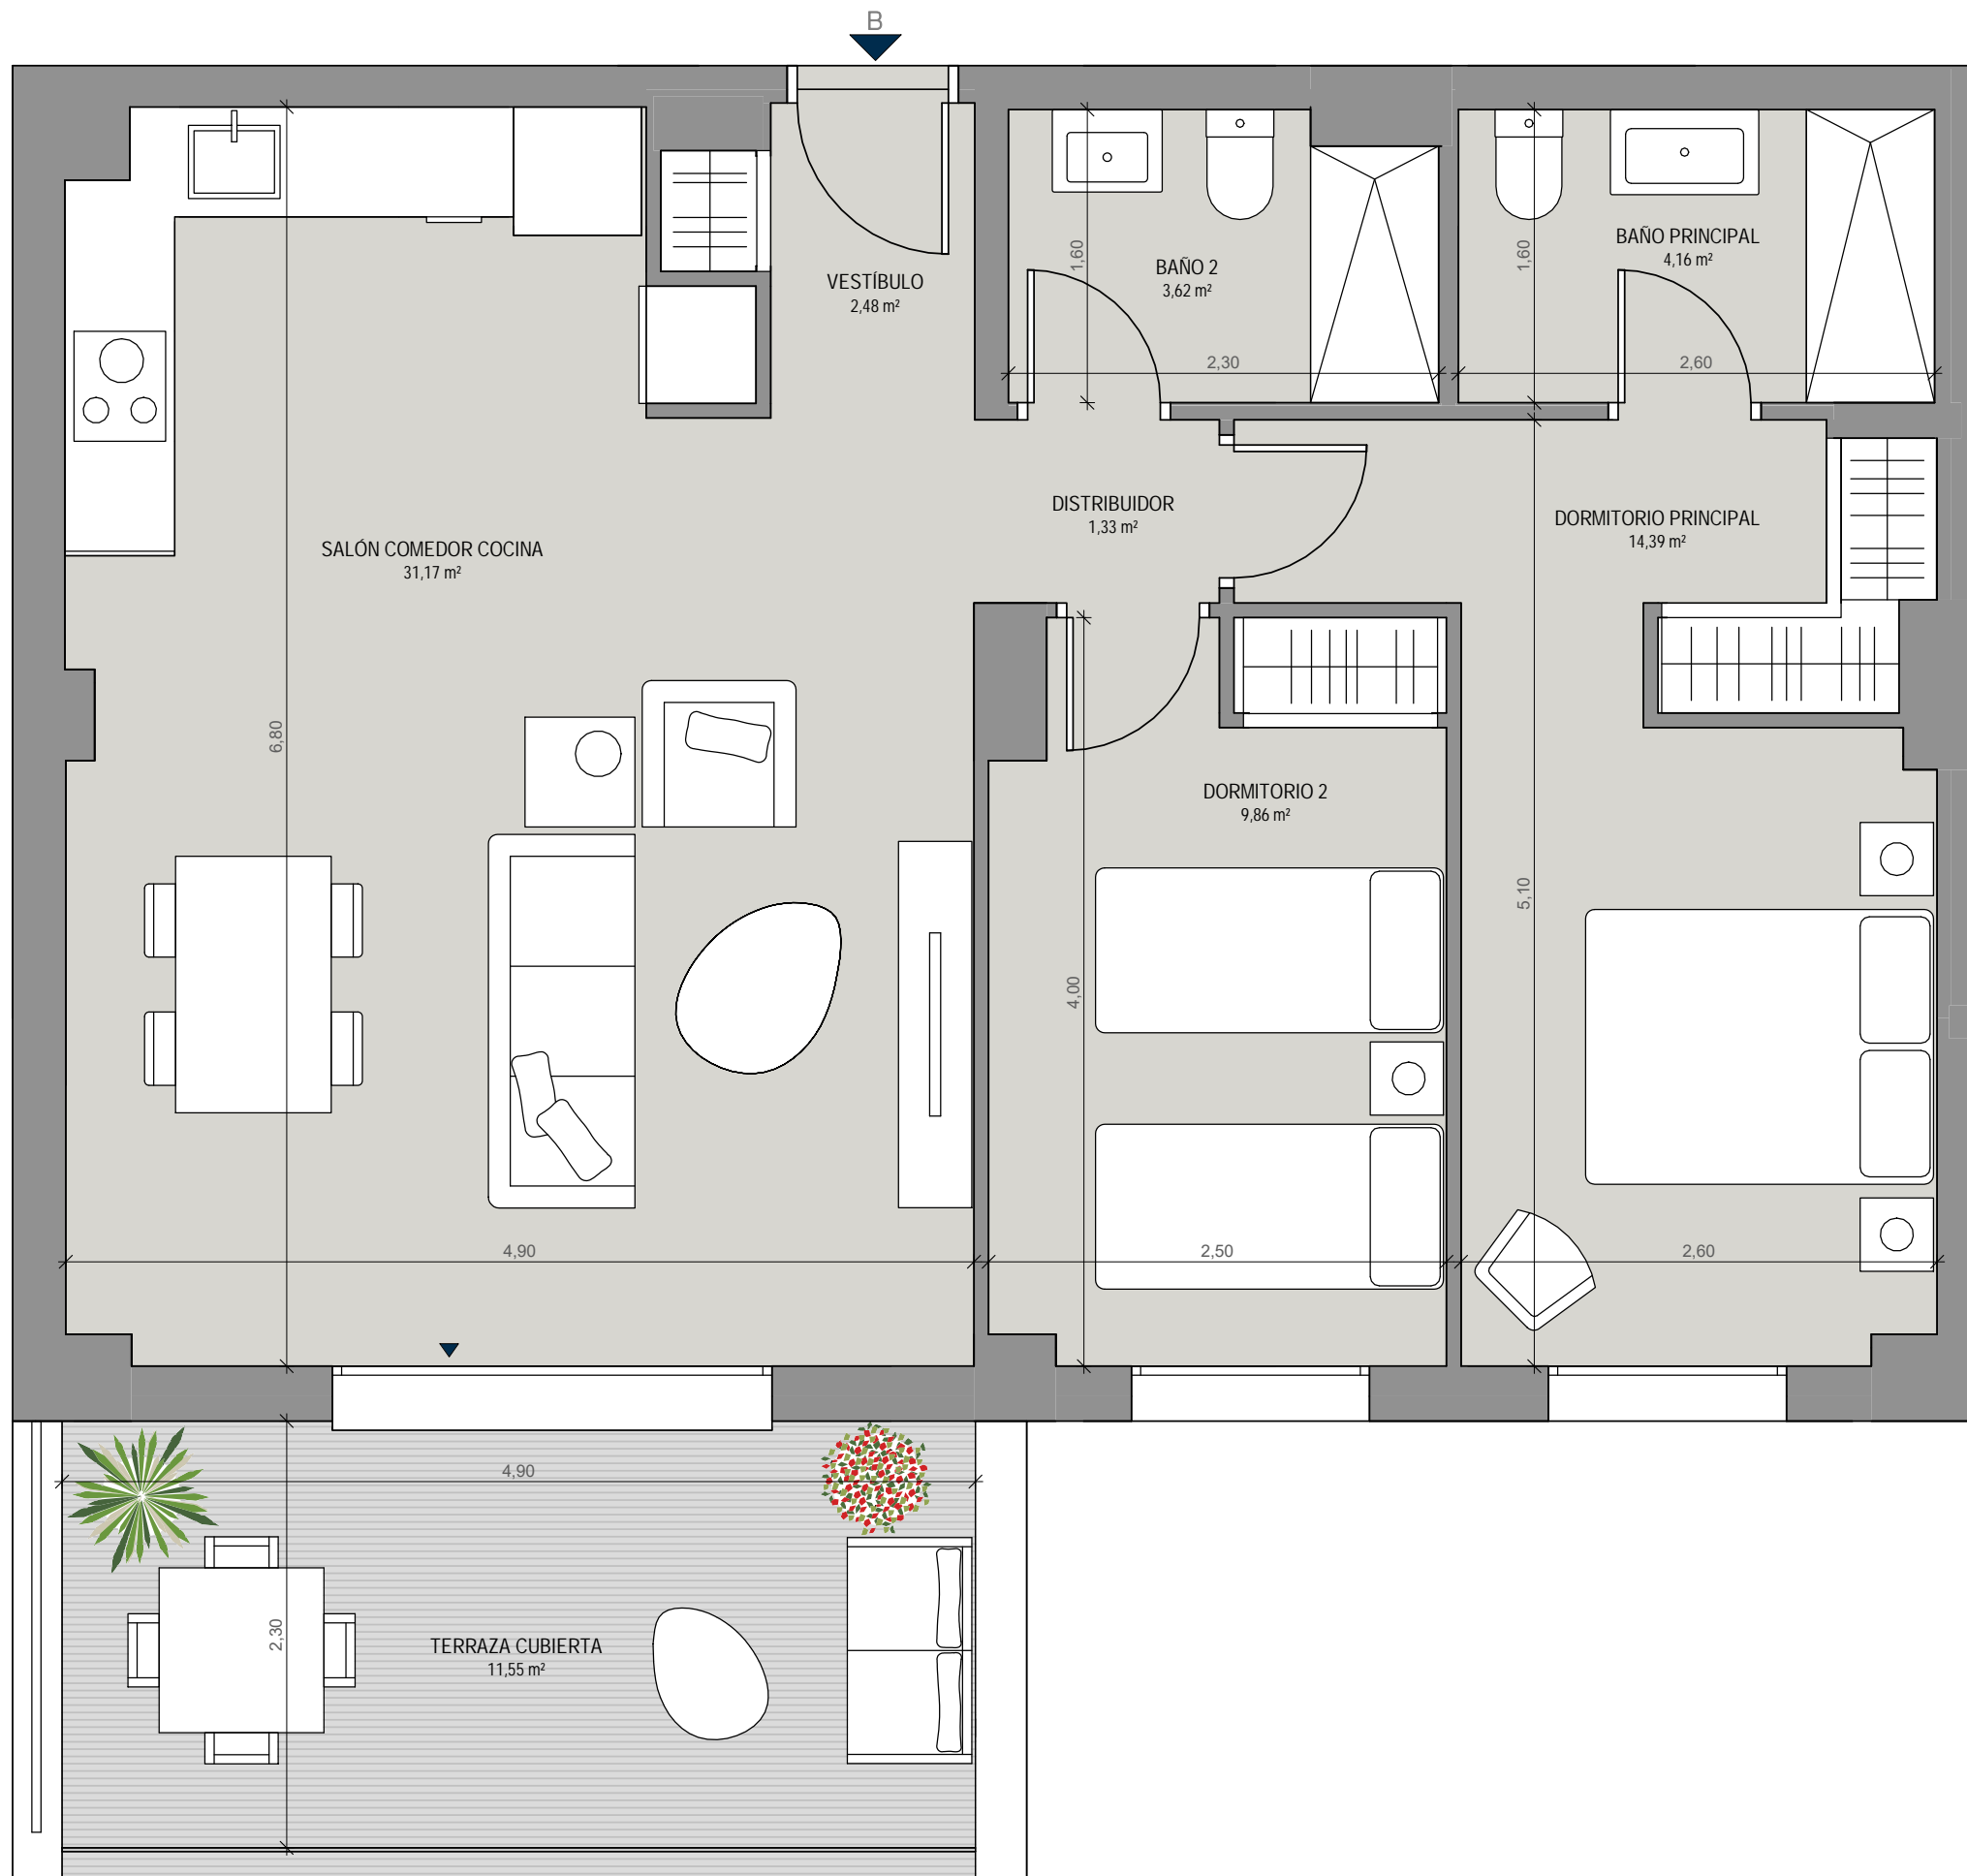 B
VESTÍBULO
2,48 m²
1,60
BAÑO 2
3,62 m²
2,30
1,60
BAÑO PRINCIPAL
4,16 m²
2,60
SALÓN COMEDOR COCINA
31,17 m²
DISTRIBUIDOR
1,33 m²
DORMITORIO PRINCIPAL
14,39 m²
6,80
DORMITORIO 2
9,86 m²
4,00
5,10
4,90
2,50
2,60
4,90
2,30
TERRAZA CUBIERTA
11,55 m²